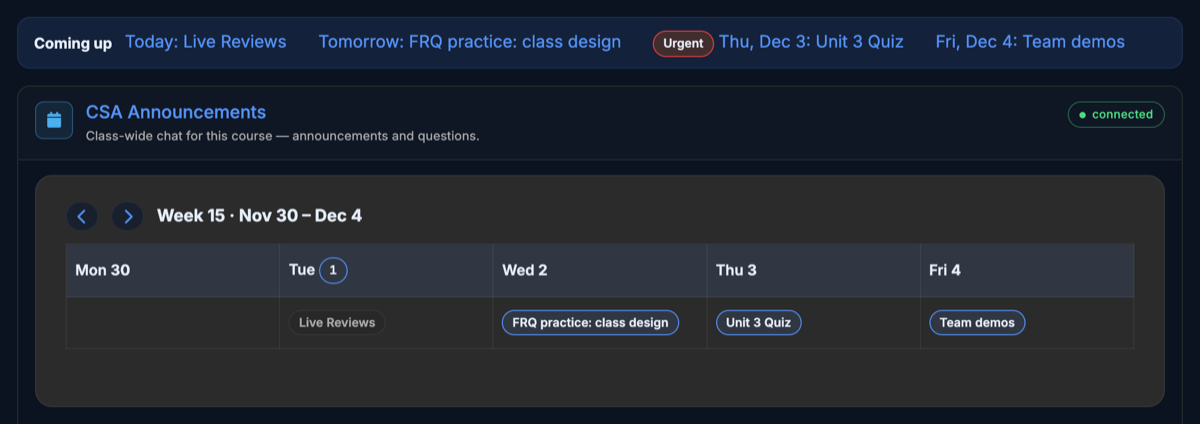 Coming up Today: Live Reviews Tomorrow: FRQ practice: class design Urgent Thu, Dec 3: Unit 3 Quiz Fri, Dec 4: Team demos
CSA Announcements
connected
Class-wide chat for this course — announcements and questions.
Week 15 · Nov 30 – Dec 4
Mon 30 Tue 1 Wed 2 Thu 3 Fri 4
Live Reviews FRQ practice: class design Unit 3 Quiz Team demos